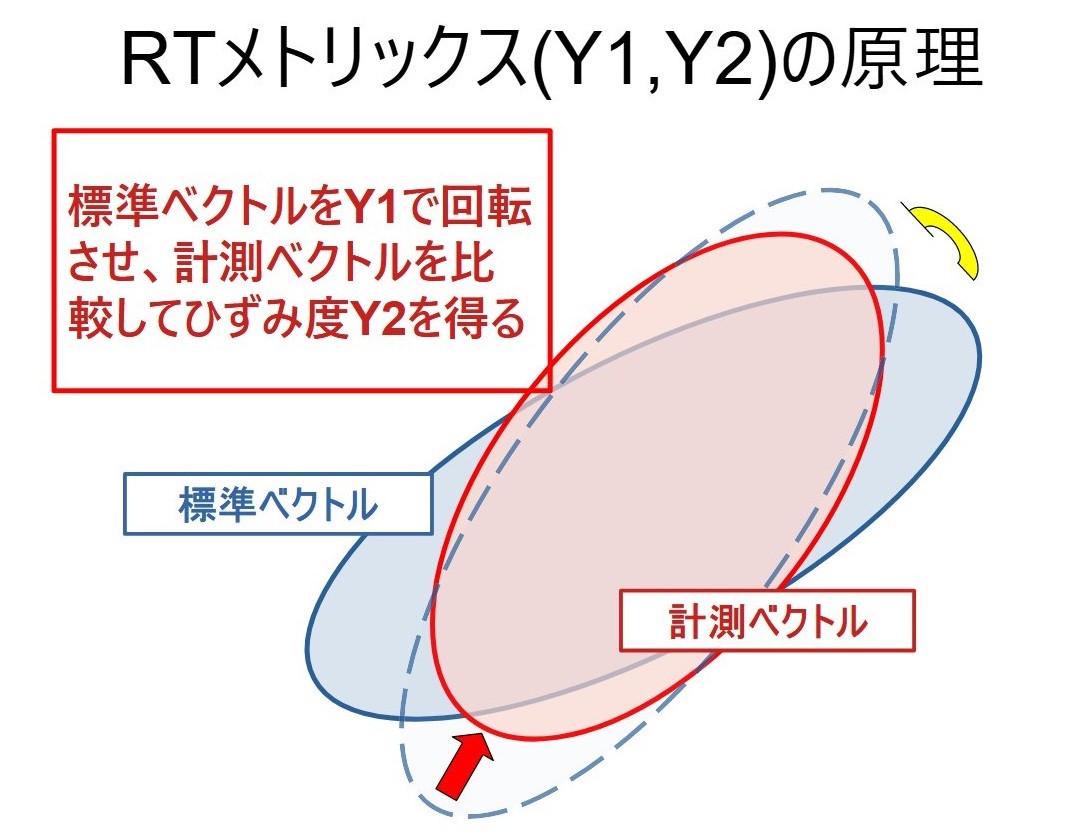 RTメトリックス(Y1,Y2)の原理
標準ベクトルをY1で回転
させ、計測ベクトルを比
較してひずみ度Y2を得る
標準ベクトル
計測ベクトル